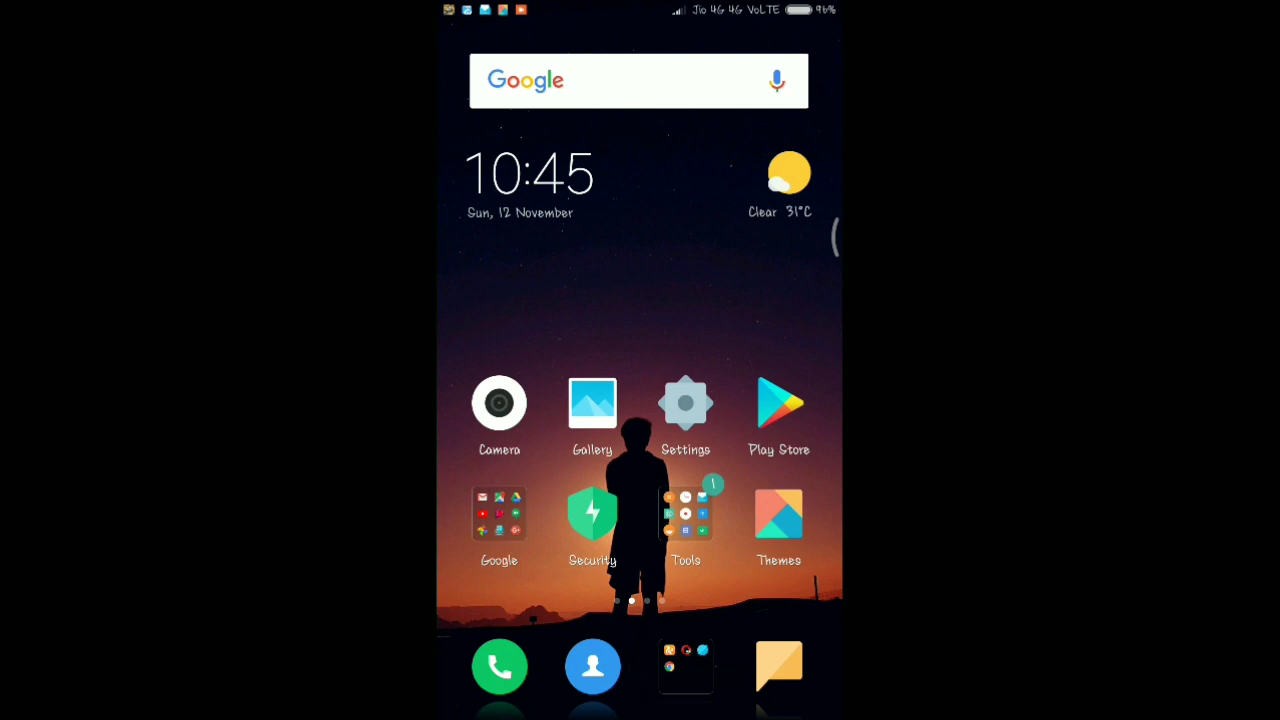 Jio 4G 4G VoLTE 96%
Google
10:45
Sun, 12 November
Clear 31°C
Camera Gallery Settings Play Store
1
Google Security Tools Themes